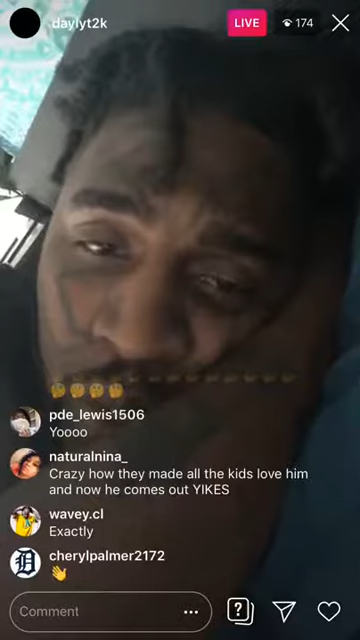 daylyt2k
LIVE
174
pde_lewis1506
Yoooo
naturalnina_
Crazy how they made all the kids love him
and now he comes out YIKES
wavey.cl
Exactly
cherylpalmer2172
👋
Comment